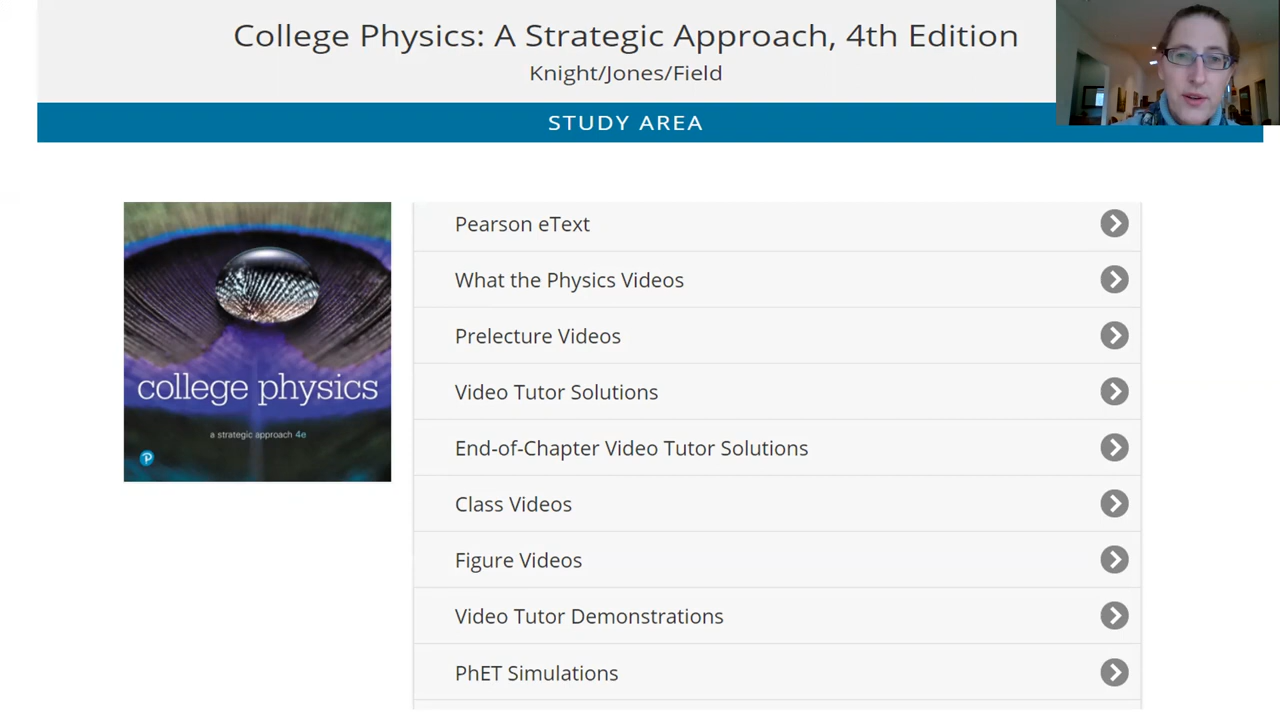 College Physics: A Strategic Approach, 4th Edition
Knight/Jones/Field
STUDY AREA
college physics
a strategic approach 4e
P
Pearson eText
What the Physics Videos
Prelecture Videos
Video Tutor Solutions
End-of-Chapter Video Tutor Solutions
Class Videos
Figure Videos
Video Tutor Demonstrations
PhET Simulations